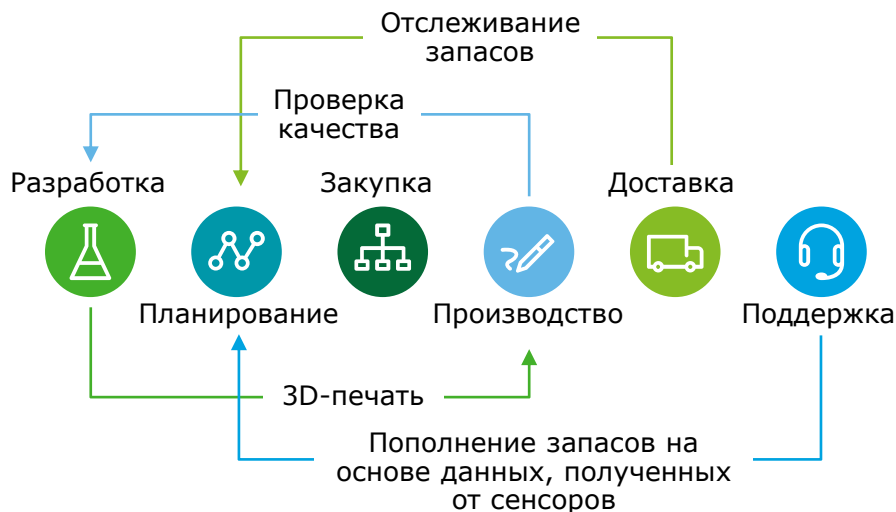 Отслеживание
запасов
Проверка
качества
Разработка
Закупка
Доставка
Планирование
Производство
Поддержка
3D-печать
Пополнение запасов на
основе данных, полученных
от сенсоров